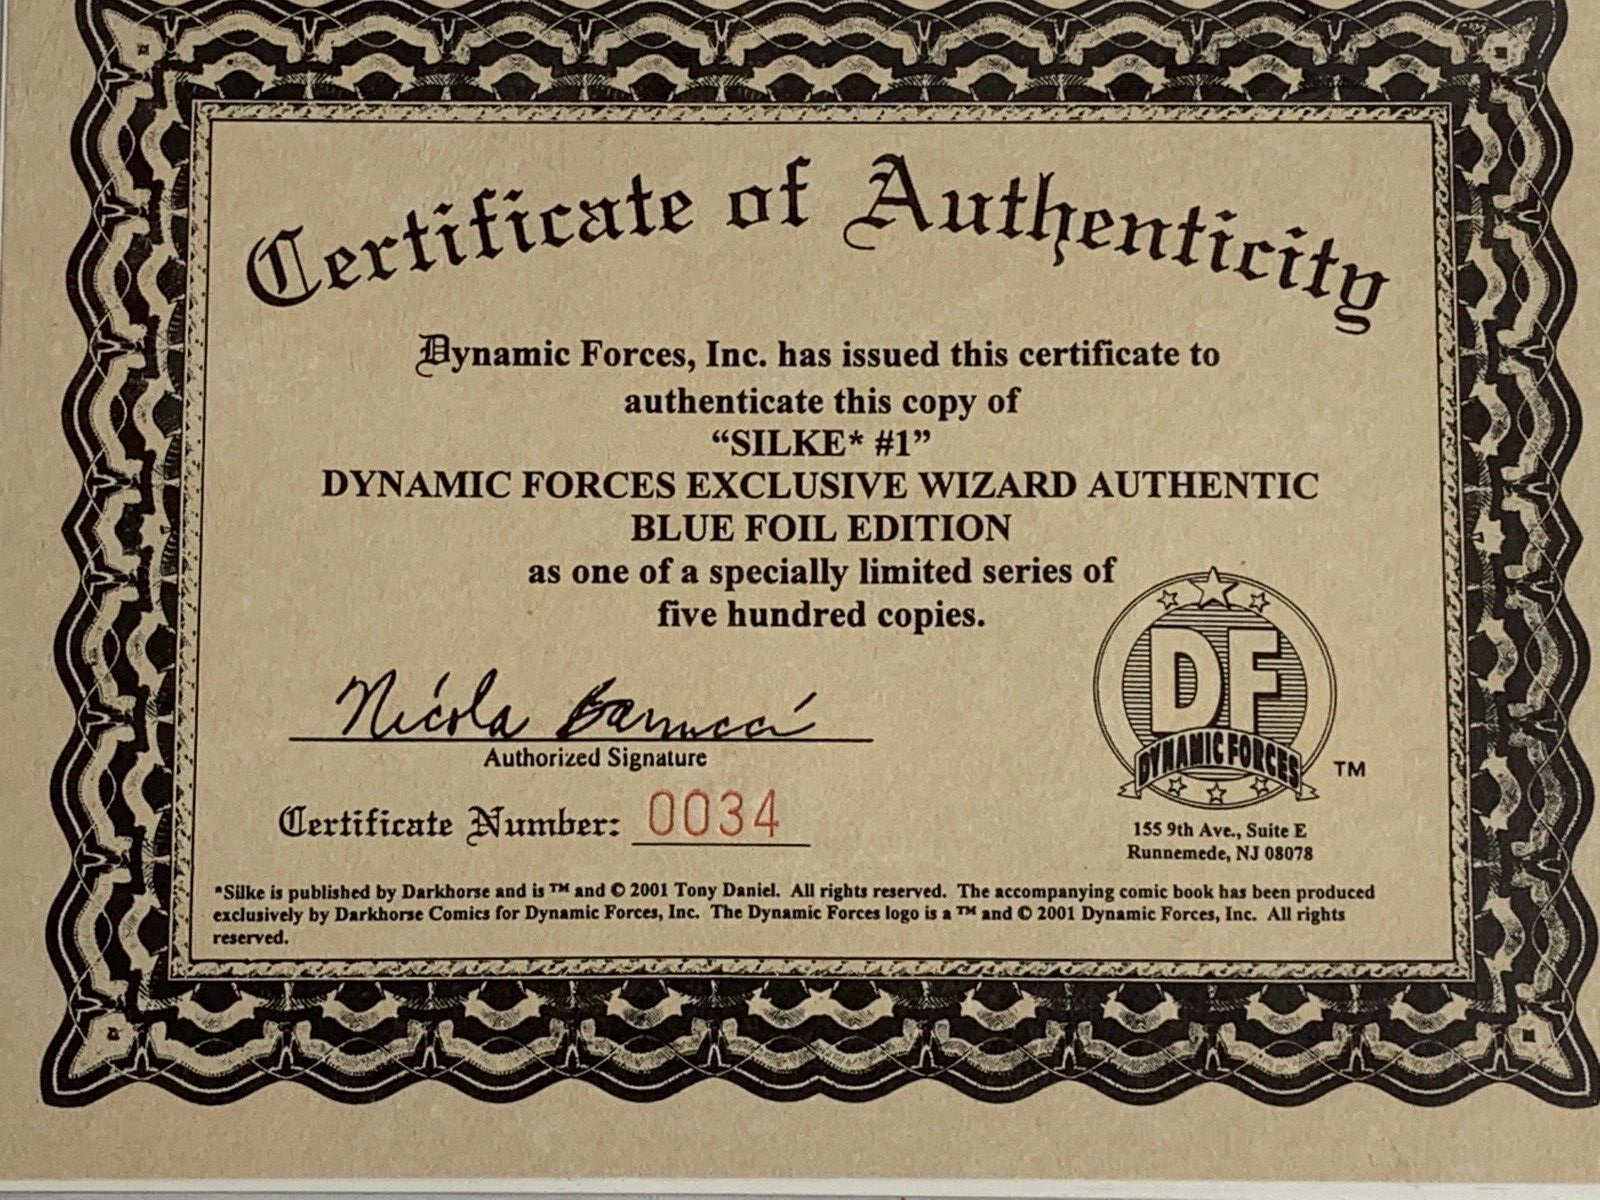 Certificate of Authenticity
Dynamic Forces, Inc. has issued this certificate to
authenticate this copy of
“SILKE* #1”
DYNAMIC FORCES EXCLUSIVE WIZARD AUTHENTIC
BLUE FOIL EDITION
as one of a specially limited series of
five hundred copies.
Nicola Barrucci
Authorized Signature
Certificate Number: 0034
DF
DYNAMIC FORCES
TM
155 9th Ave., Suite E
Runnemede, NJ 08078
*Silke is published by Darkhorse and is ™ and © 2001 Tony Daniel. All rights reserved. The accompanying comic book has been produced
exclusively by Darkhorse Comics for Dynamic Forces, Inc. The Dynamic Forces logo is a ™ and © 2001 Dynamic Forces, Inc. All rights
reserved.